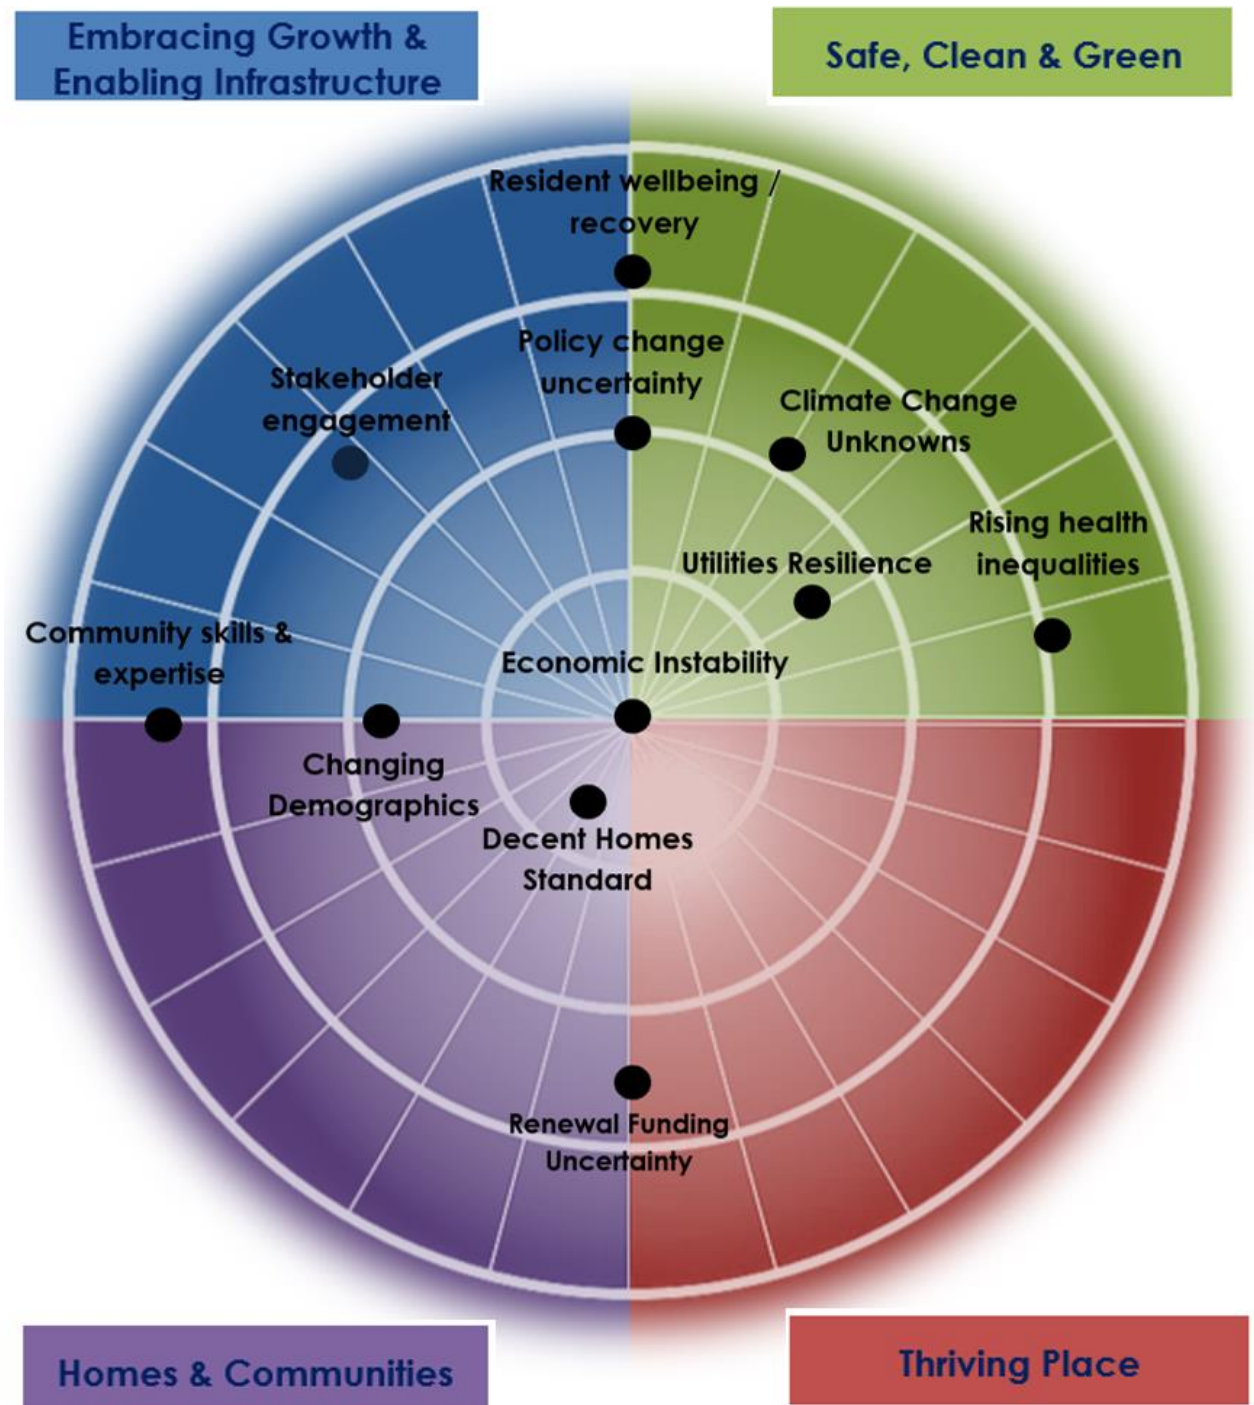 Embracing Growth &
Enabling Infrastructure
Safe, Clean & Green
Resident wellbeing /
recovery
Policy change
uncertainty
Stakeholder
engagement
Climate Change
Unknowns
Rising health
inequalities
Utilities Resilience
Community skills &
expertise
Economic Instability
Changing
Demographics
Decent Homes
Standard
Renewal Funding
Uncertainty
Homes & Communities
Thriving Place